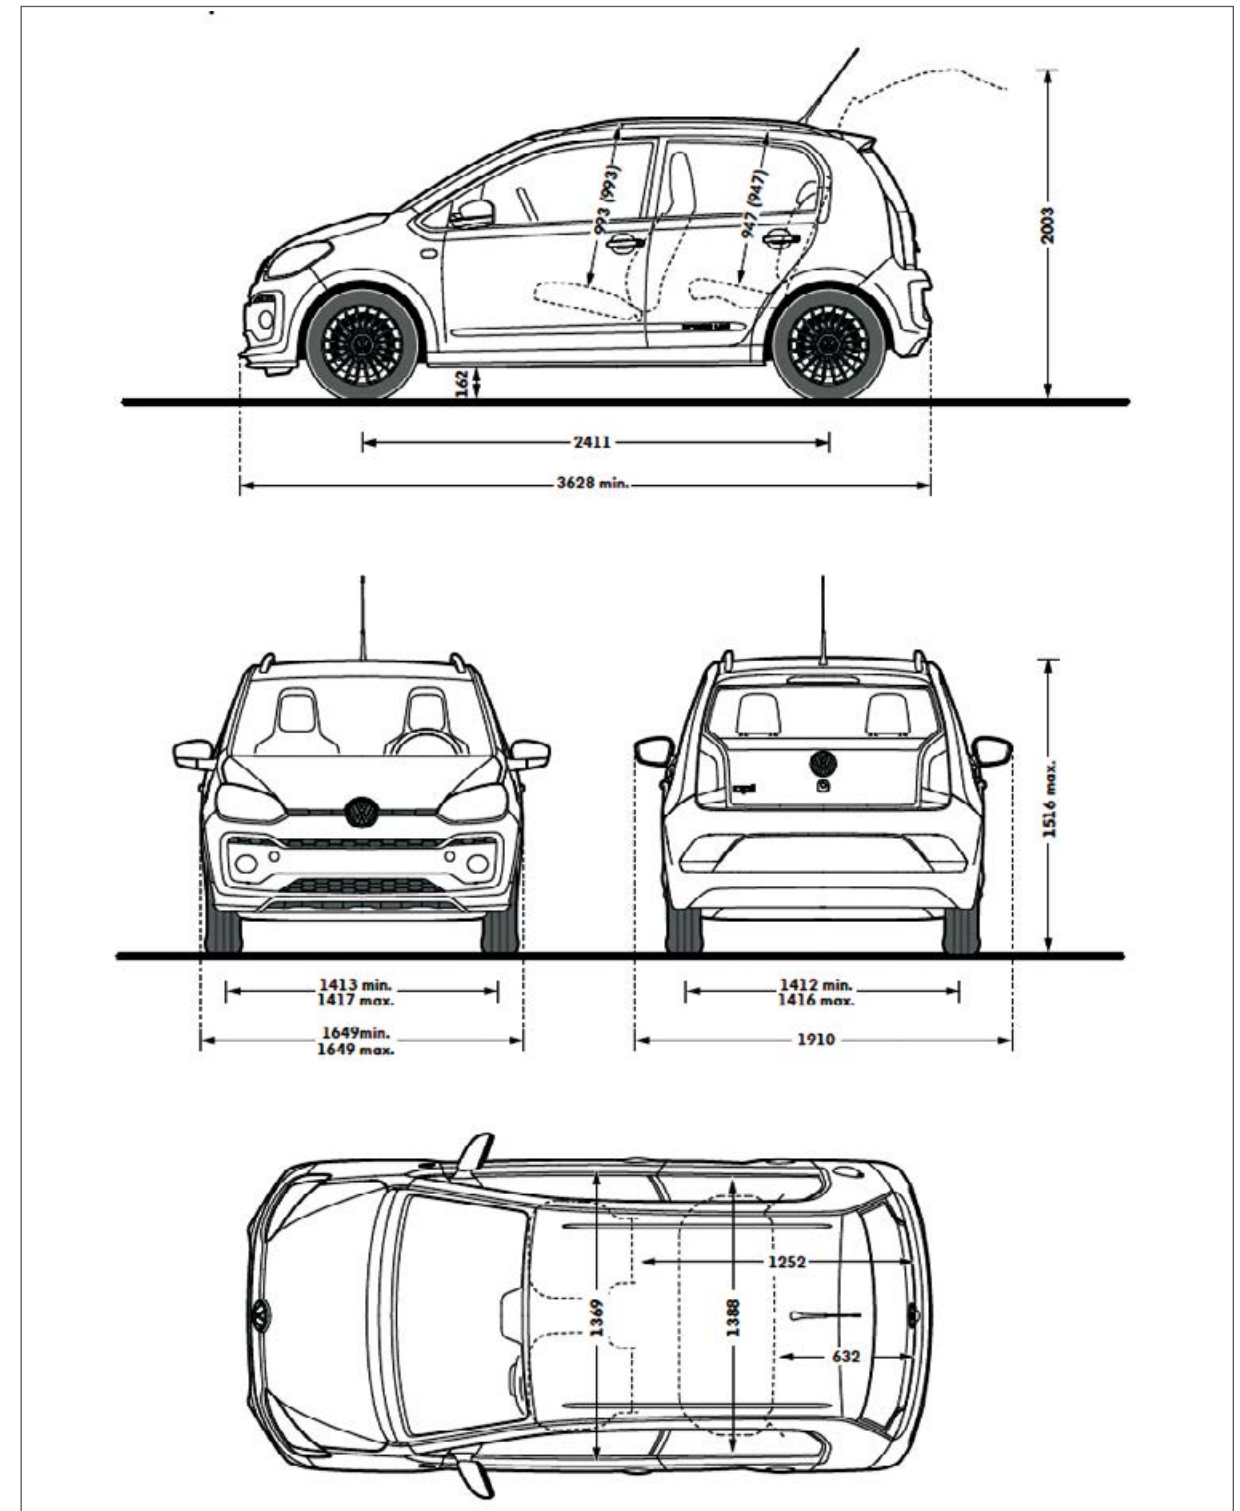 993 (993)
947 (947)
2003
162
2411
3628 min.
1516 max.
1413 min.
1417 max.
1412 min.
1416 max.
1649min.
1649 max.
1910
1252
1369
1388
632